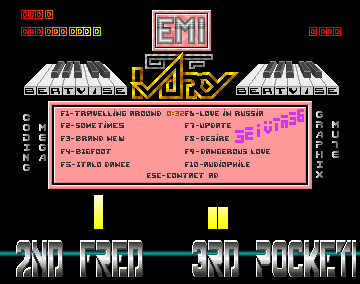 EMI
BERTVISE
BERTVISE
F1-TRAVELLING AROUND 0:32 F6-LOVE IN RUSSIA
F2-SOMETIMES F7-UPDATE
F3-BRAND NEW F8-DESIRE
F4-BIGFOOT F9-DANGEROUS LOVE
F5-ITALO DANCE F10-AUDIOPHILE
ESC-CONTACT AD
CODING
MEGA
GRAPHIX
MUTE
2ND FRED 3RD POCKET